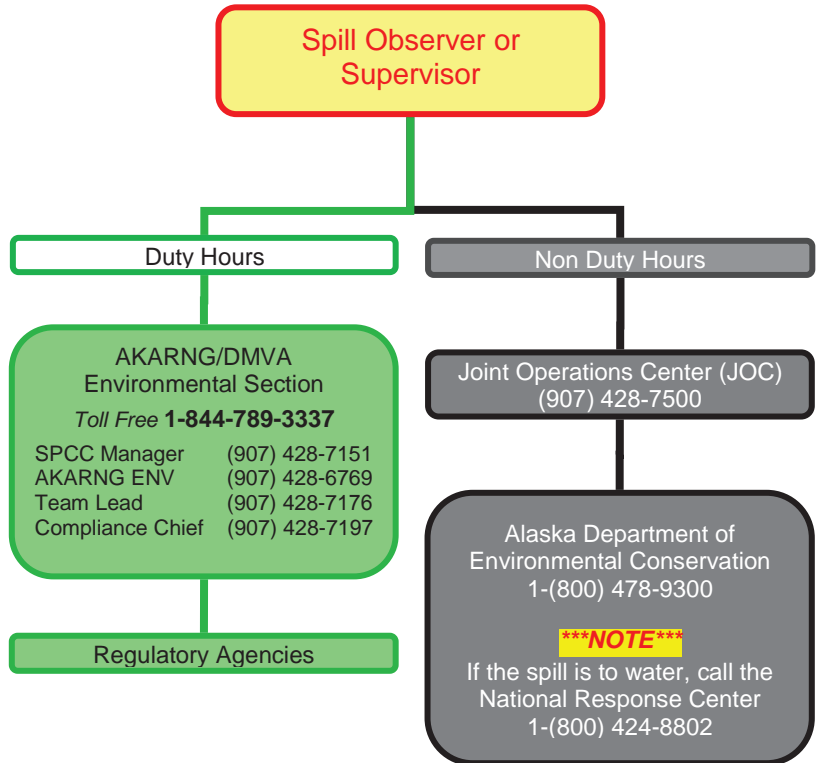 Spill Observer or
Supervisor
Duty Hours
AKARNG/DMVA
Environmental Section
Toll Free 1-844-789-3337
SPCC Manager (907) 428-7151
AKARNG ENV (907) 428-6769
Team Lead (907) 428-7176
Compliance Chief (907) 428-7197
Regulatory Agencies
Non Duty Hours
Joint Operations Center (JOC)
(907) 428-7500
Alaska Department of
Environmental Conservation
1-(800) 478-9300
***NOTE***
If the spill is to water, call the
National Response Center
1-(800) 424-8802